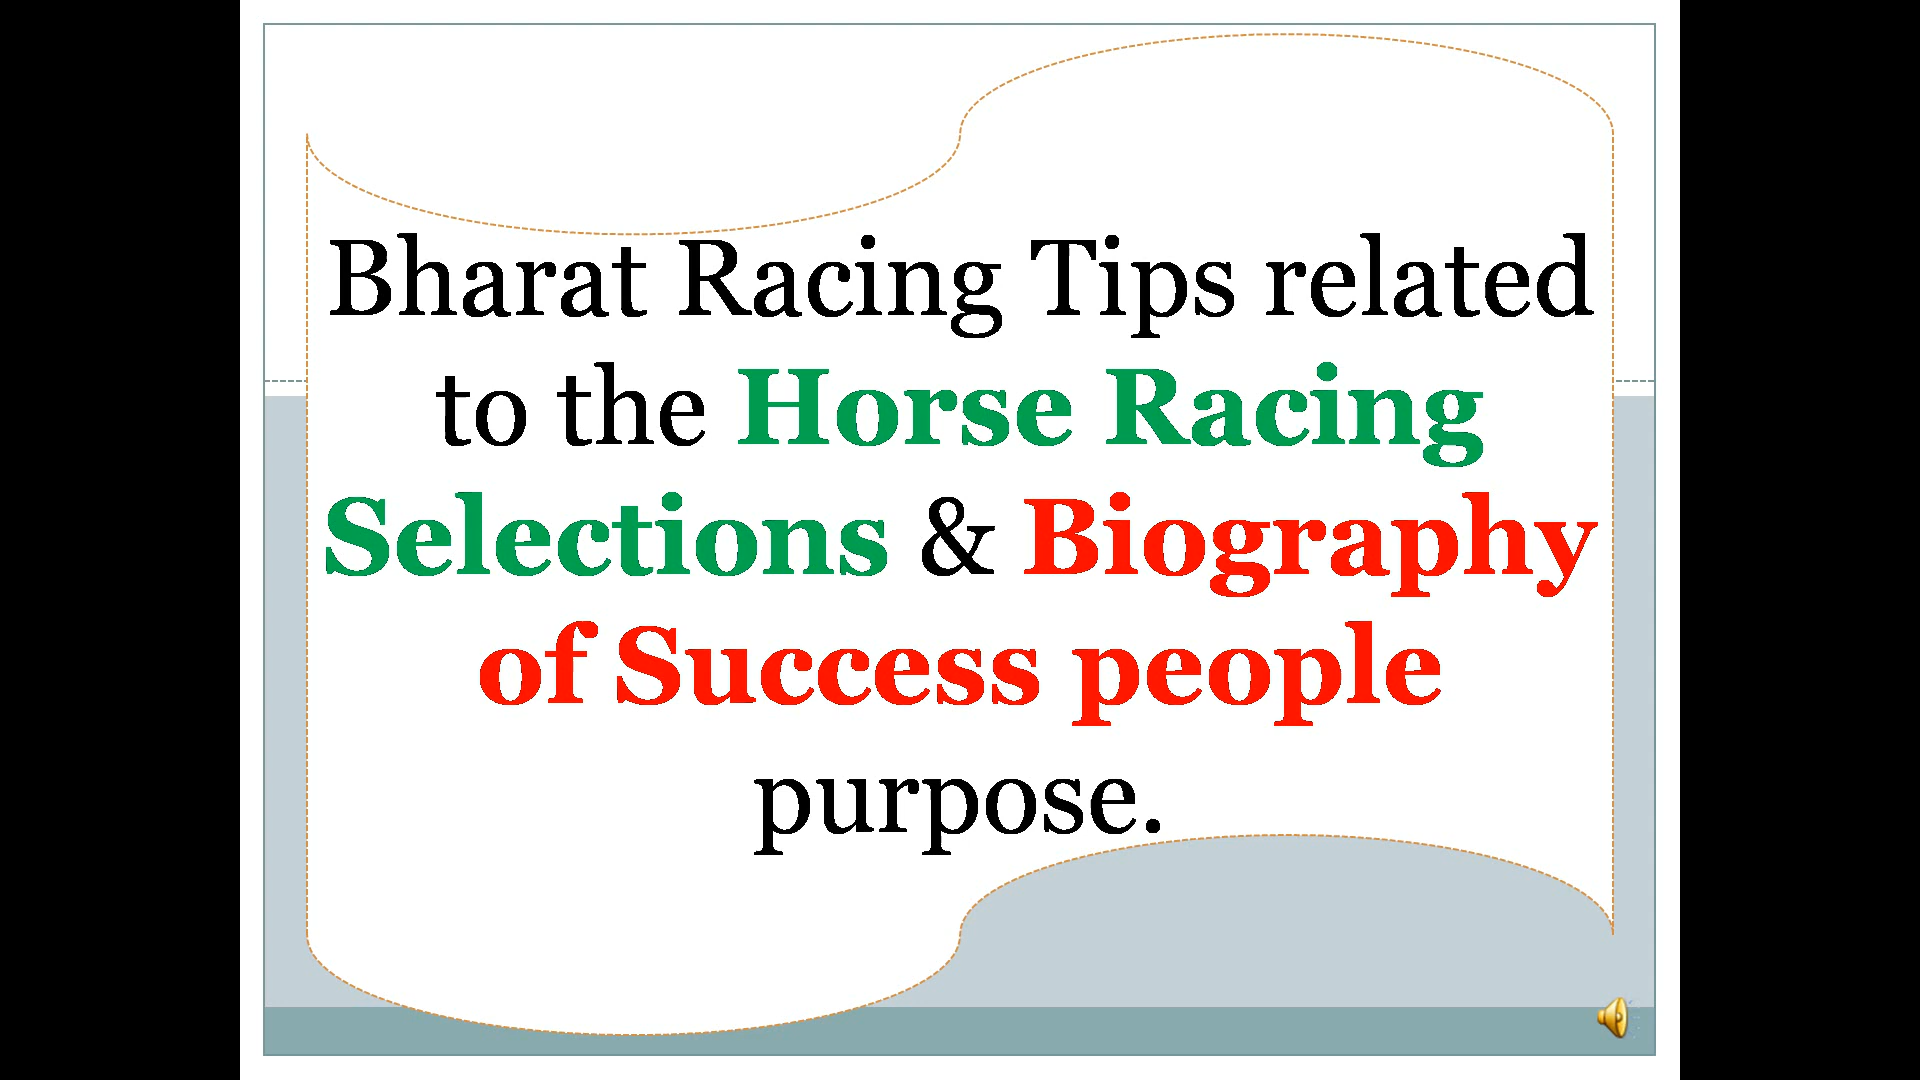 Bharat Racing Tips related
to the Horse Racing
Selections & Biography
of Success people
purpose.